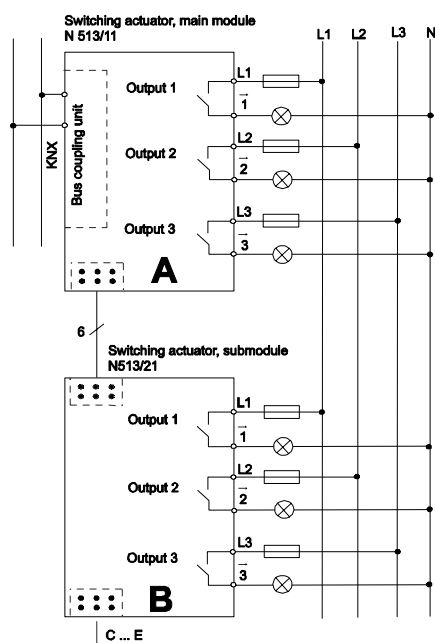 Switching actuator, main module
N 513/11
L1 L2 L3 N
KNX
Bus coupling unit
Output 1
L1
1
Output 2
L2
2
Output 3
L3
3
A
6
Switching actuator, submodule
N513/21
Output 1
L1
1
Output 2
L2
2
Output 3
L3
3
B
C ... E